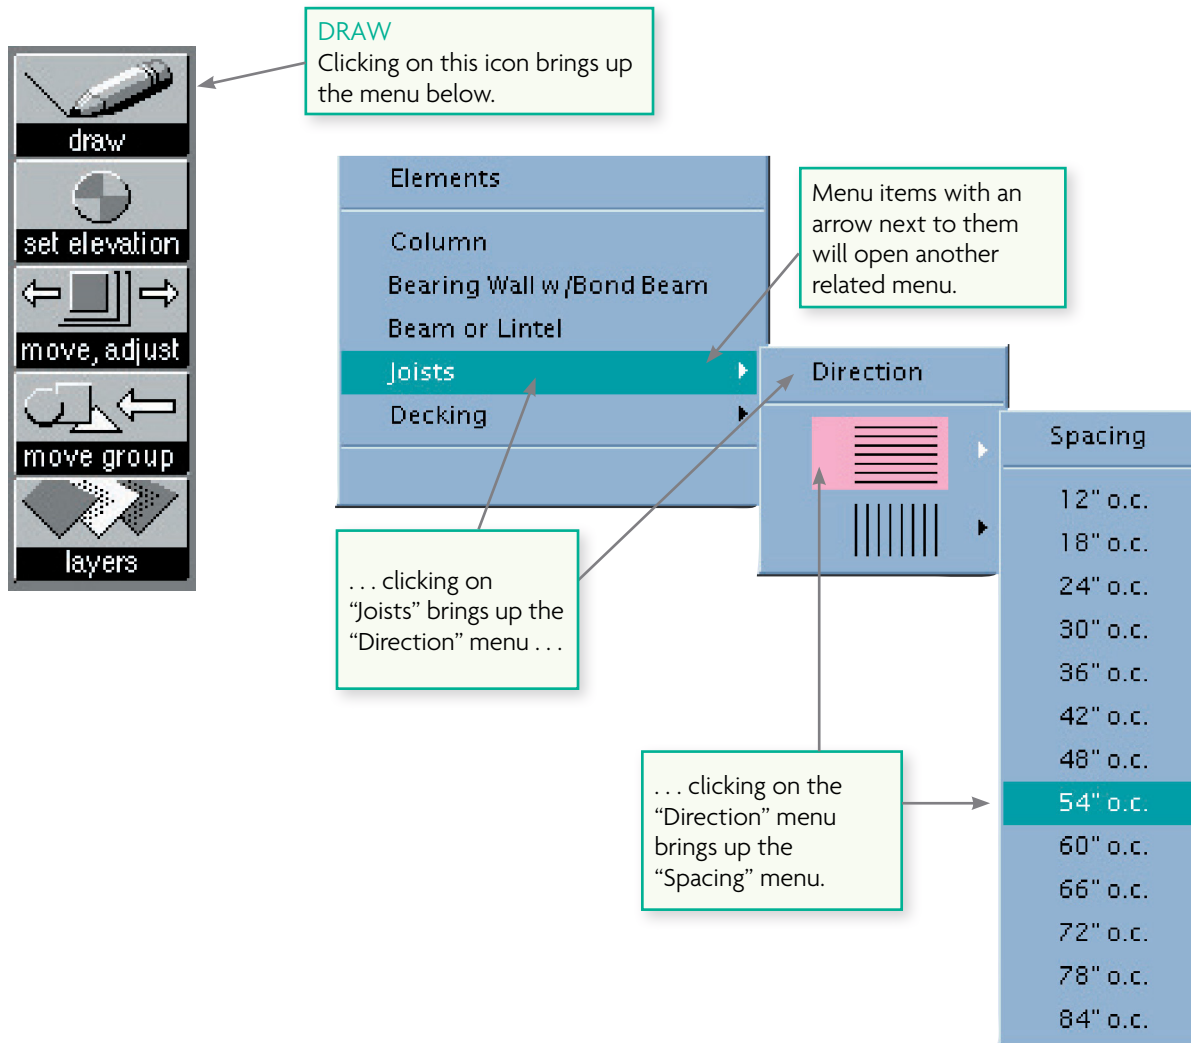 DRAW
Clicking on this icon brings up
the menu below.
draw
set elevation
move, adjust
move group
layers
Elements
Column
Bearing Wall w/Bond Beam
Beam or Lintel
Joists
Decking
Menu items with an
arrow next to them
will open another
related menu.
Direction
. . . clicking on
“Joists” brings up the
“Direction” menu . . .
Spacing
12" o.c.
18" o.c.
24" o.c.
30" o.c.
36" o.c.
42" o.c.
48" o.c.
54" o.c.
60" o.c.
66" o.c.
72" o.c.
78" o.c.
84" o.c.
. . . clicking on the
“Direction” menu
brings up the
“Spacing” menu.